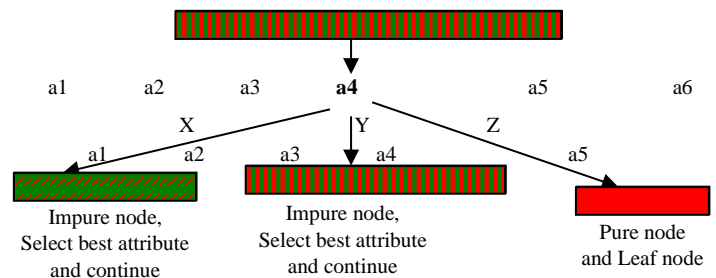 a1 a2 a3 a4 a5 a6
X Y Z
a1 a2 a3 a4 a5
Impure node,
Select best attribute
and continue
Impure node,
Select best attribute
and continue
Pure node
and Leaf node